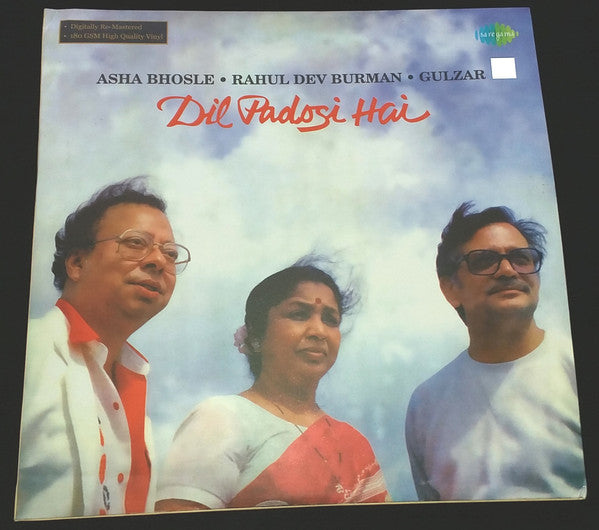 • Digitally Re-Mastered
• 180 GSM High Quality Vinyl
saregama
ASHA BHOSLE • RAHUL DEV BURMAN • GULZAR
Dil Padosi Hai